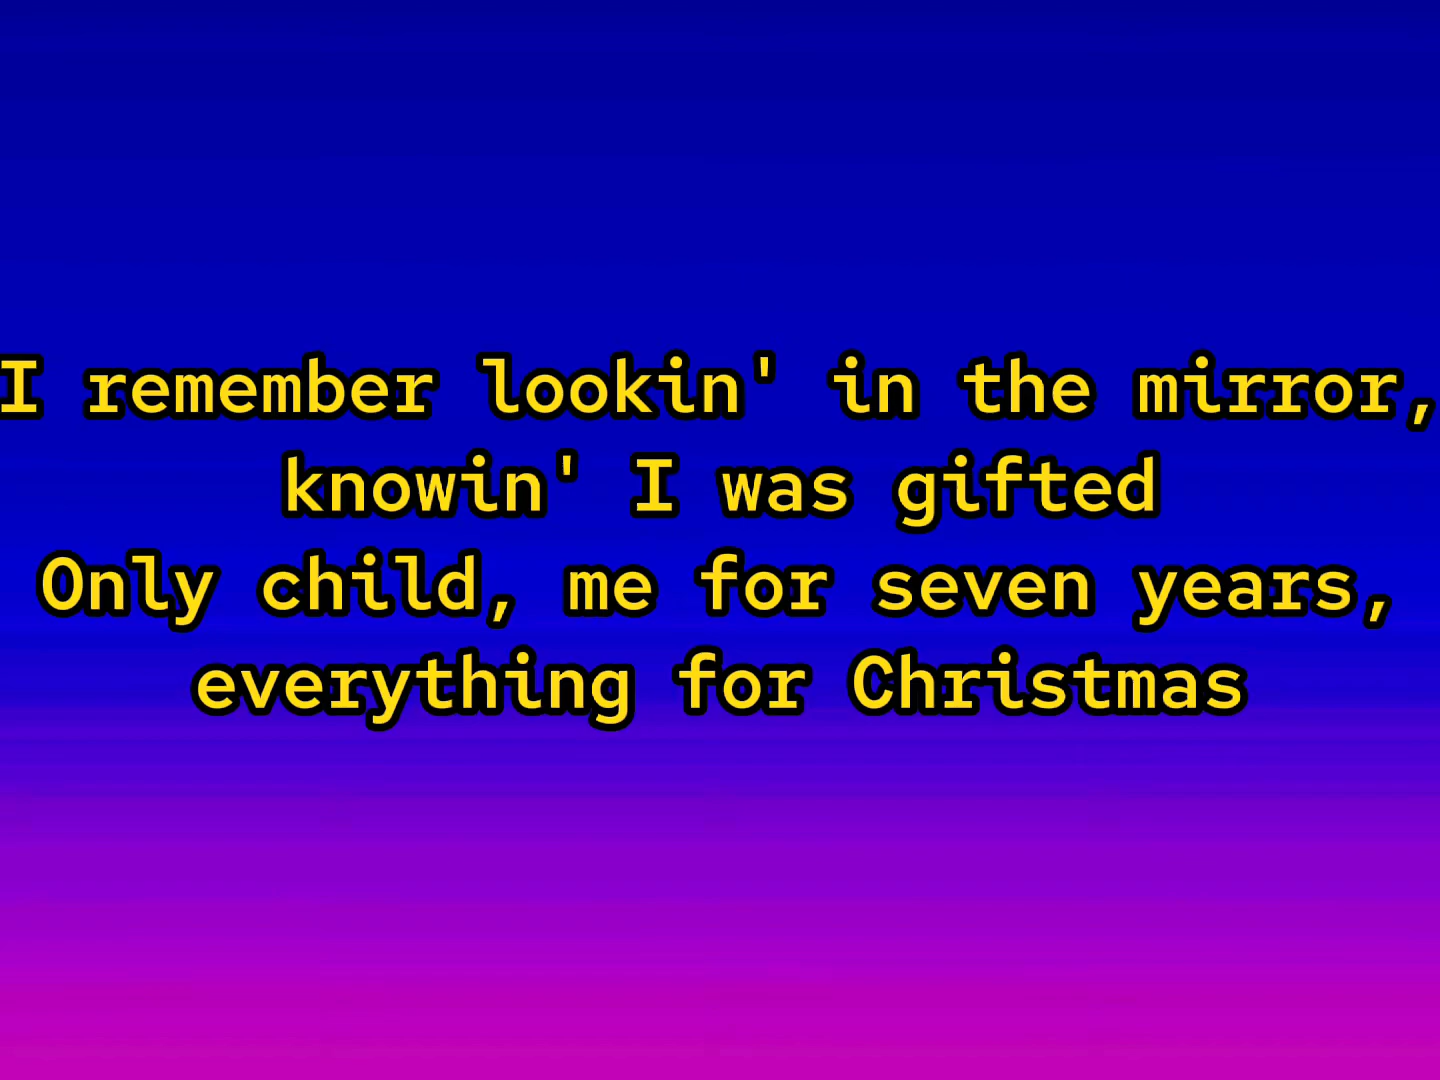 I remember lookin' in the mirror,
knowin' I was gifted
Only child, me for seven years,
everything for Christmas